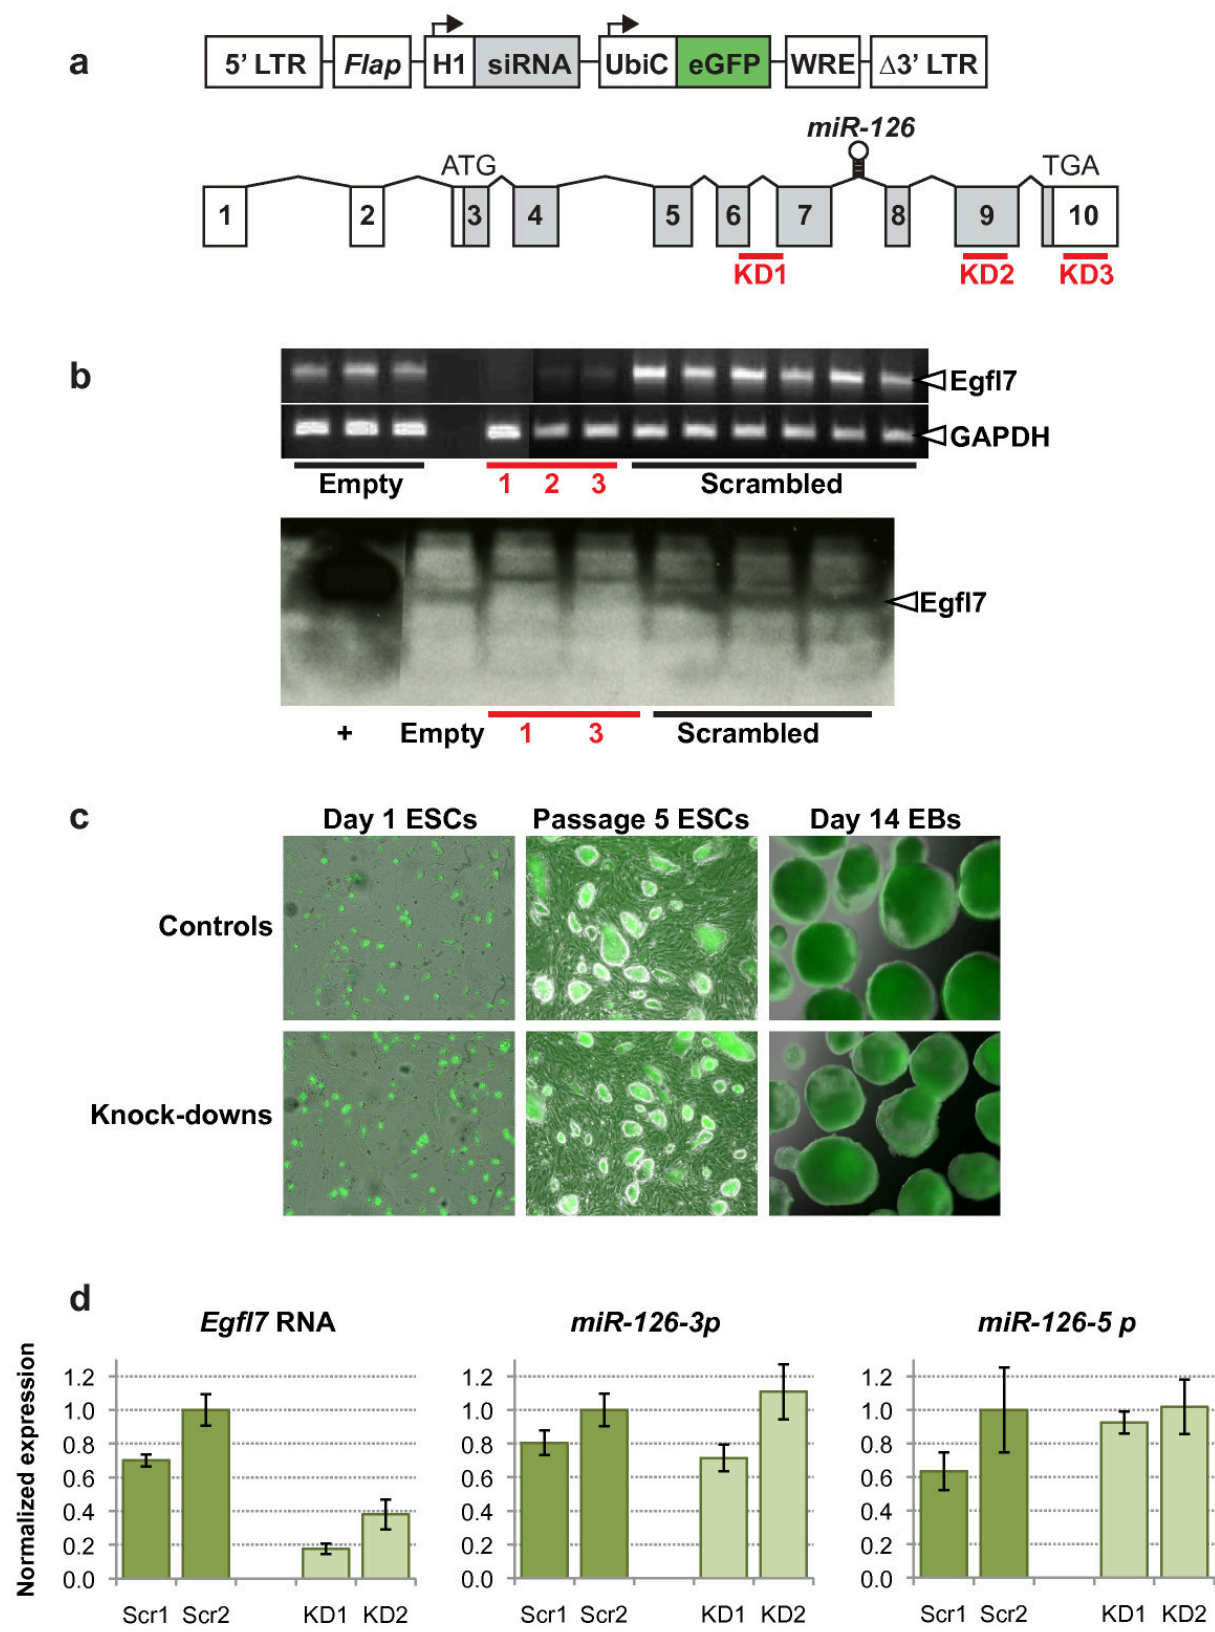 a
5' LTR Flap H1 siRNA UbiC eGFP WRE Δ3' LTR
miR-126
ATG TGA
1 2 3 4 5 6 7 8 9 10
KD1 KD2 KD3
b
Egfl7
GAPDH
Empty 1 2 3 Scrambled
Egfl7
+ Empty 1 3 Scrambled
c
Day 1 ESCs Passage 5 ESCs Day 14 EBs
Controls
Knock-downs
d
Egfl7 RNA miR-126-3p miR-126-5 p
Normalized expression
1.2 1.2 1.2
1.0 1.0 1.0
0.8 0.8 0.8
0.6 0.6 0.6
0.4 0.4 0.4
0.2 0.2 0.2
0.0 0.0 0.0
Scr1 Scr2 KD1 KD2 Scr1 Scr2 KD1 KD2 Scr1 Scr2 KD1 KD2